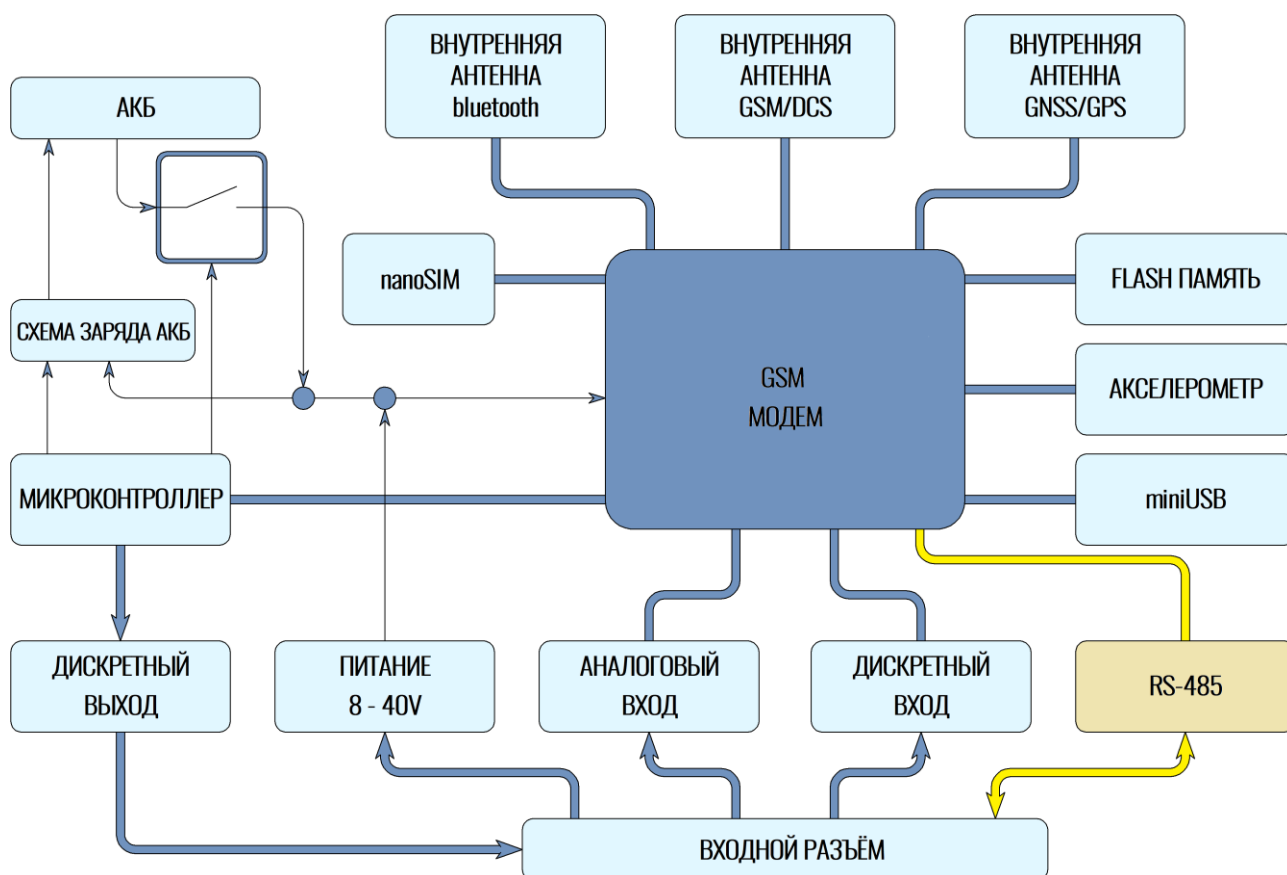 ВНУТРЕННЯЯ
АНТЕННА
bluetooth
ВНУТРЕННЯЯ
АНТЕННА
GSM/DCS
ВНУТРЕННЯЯ
АНТЕННА
GNSS/GPS
АКБ
nanoSIM
FLASH ПАМЯТЬ
СХЕМА ЗАРЯДА АКБ
GSM
МОДЕМ
АКСЕЛЕРОМЕТР
МИКРОКОНТРОЛЛЕР
miniUSB
ДИСКРЕТНЫЙ
ВЫХОД
ПИТАНИЕ
8 - 40V
АНАЛОГОВЫЙ
ВХОД
ДИСКРЕТНЫЙ
ВХОД
RS-485
ВХОДНОЙ РАЗЪЁМ